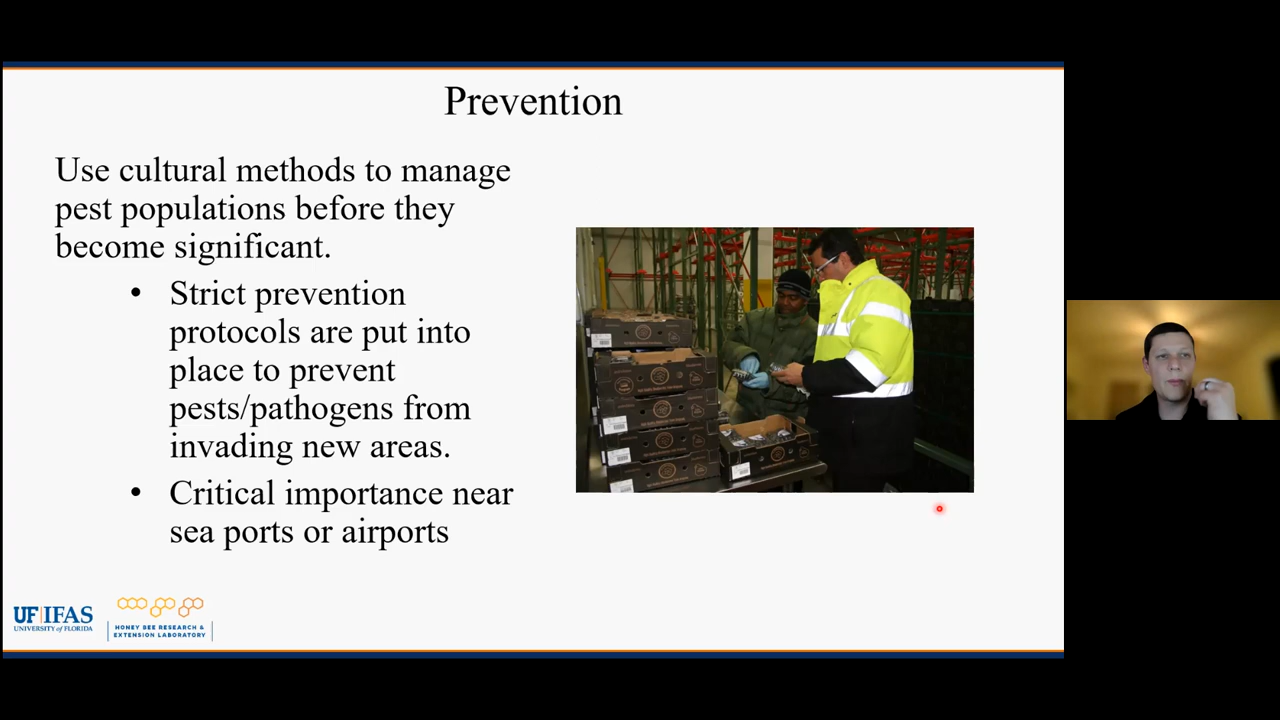 Prevention
Use cultural methods to manage
pest populations before they
become significant.
• Strict prevention
protocols are put into
place to prevent
pests/pathogens from
invading new areas.
• Critical importance near
sea ports or airports
UF|IFAS
UNIVERSITY of FLORIDA
HONEY BEE RESEARCH &
EXTENSION LABORATORY